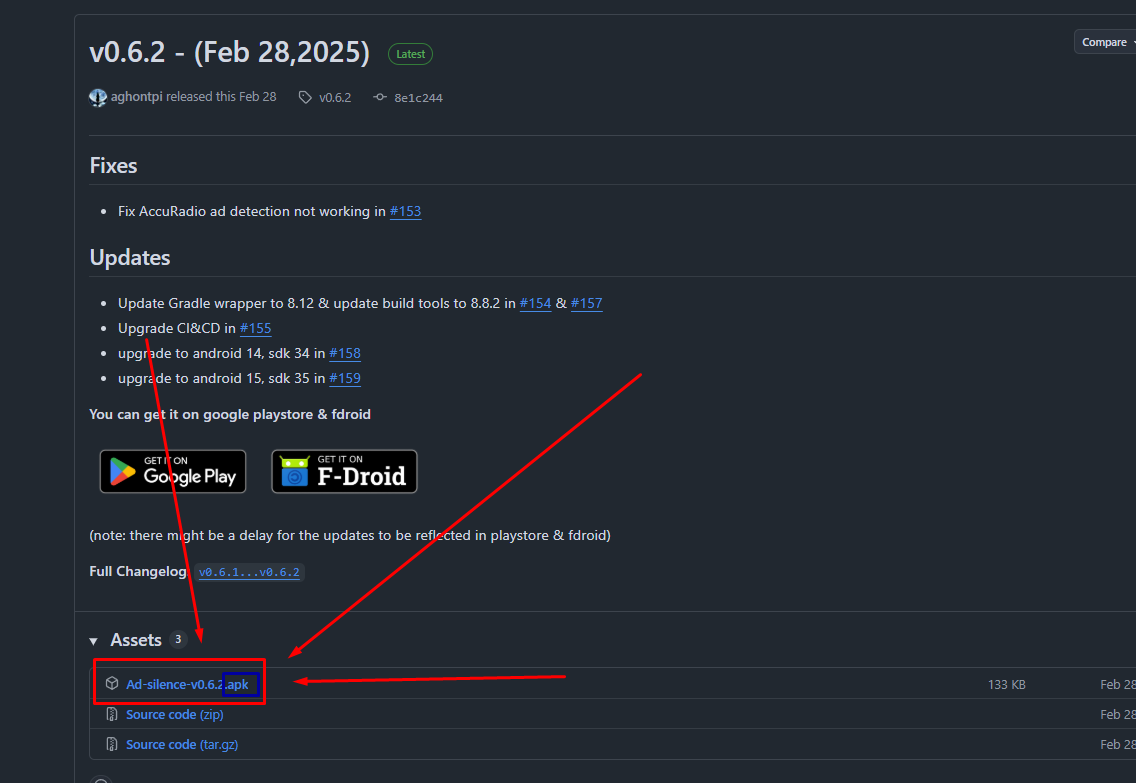 v0.6.2 - (Feb 28,2025) Latest
Compare
aghontpi released this Feb 28 v0.6.2 8e1c244
Fixes
Fix AccuRadio ad detection not working in #153
Updates
Update Gradle wrapper to 8.12 & update build tools to 8.8.2 in #154 & #157
Upgrade CI&CD in #155
upgrade to android 14, sdk 34 in #158
upgrade to android 15, sdk 35 in #159
You can get it on google playstore & fdroid
GET IT ON
Google Play
GET IT ON
F-Droid
(note: there might be a delay for the updates to be reflected in playstore & fdroid)
Full Changelog: v0.6.1...v0.6.2
Assets 3
Ad-silence-v0.6.2.apk 133 KB Feb 28
Source code (zip) Feb 28
Source code (tar.gz) Feb 28